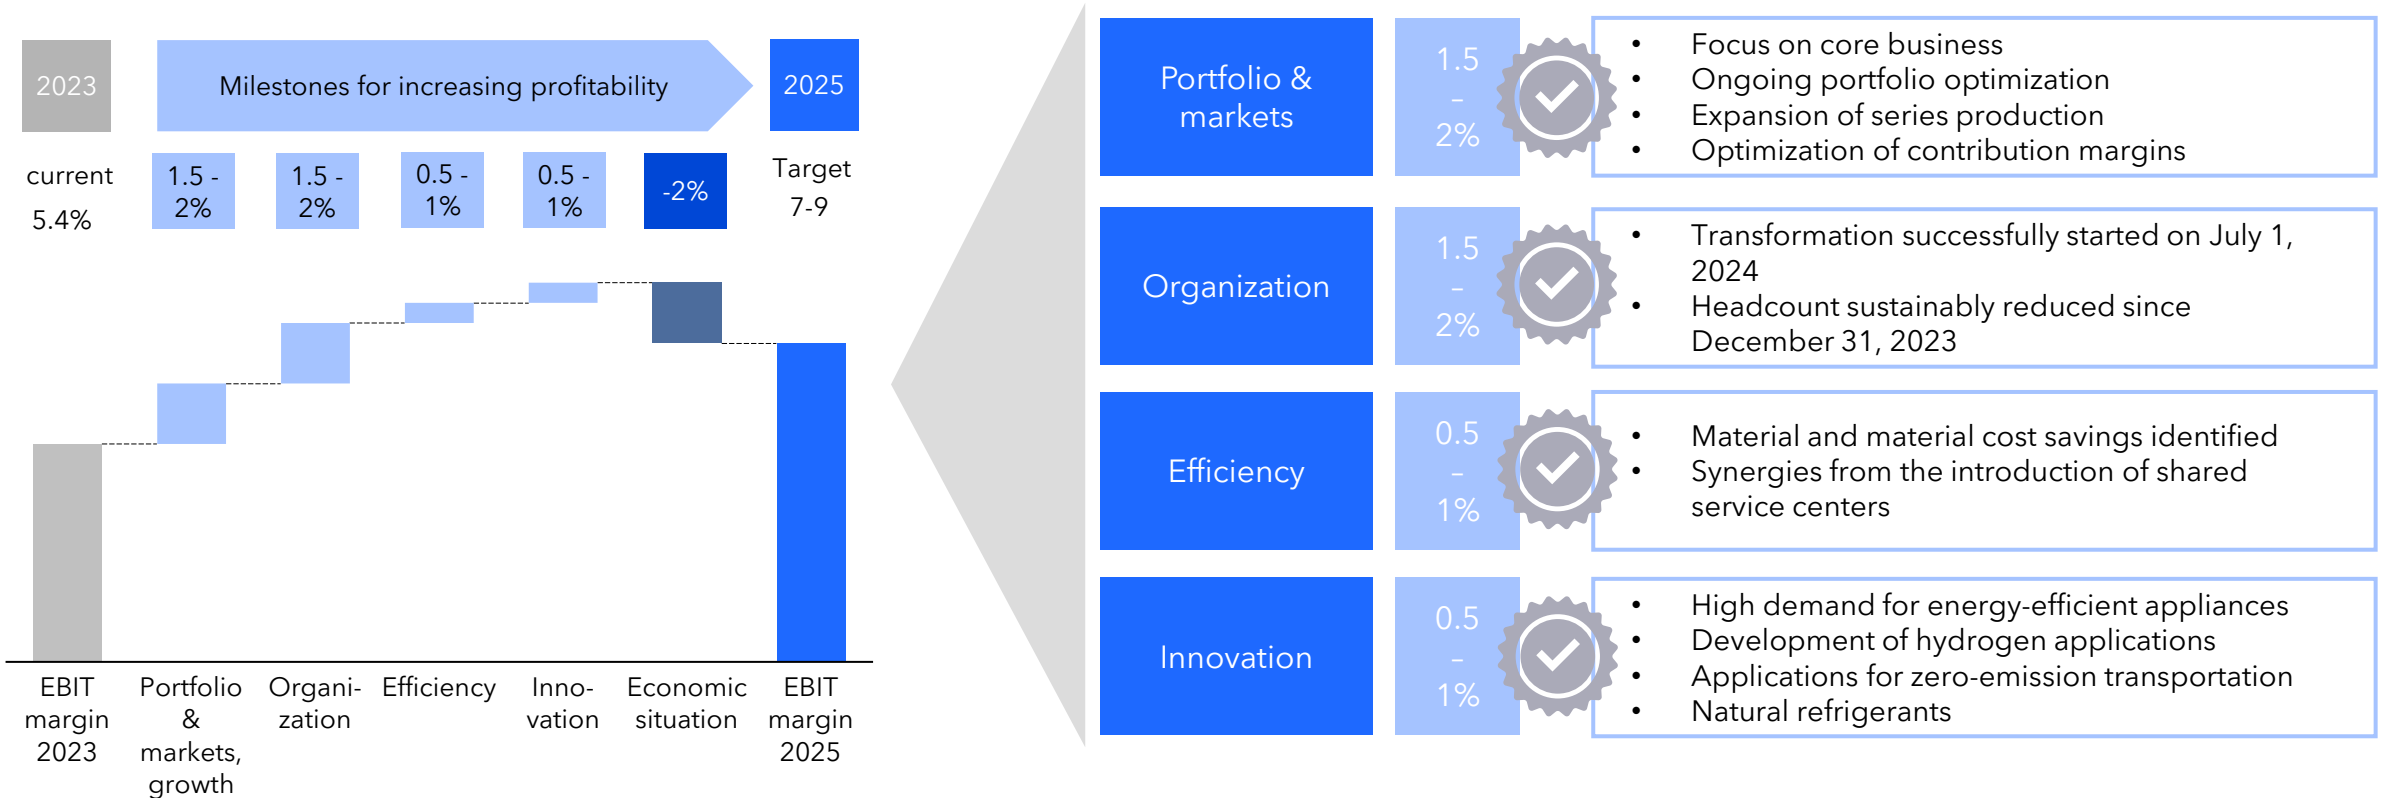 2023
Milestones for increasing profitability
2025
current
5.4%
1.5 -
2%
1.5 -
2%
0.5 -
1%
0.5 -
1%
-2%
Target
7-9
EBIT
margin
2023
Portfolio
&
markets,
growth
Organi-
zation
Efficiency
Inno-
vation
Economic
situation
EBIT
margin
2025
Portfolio &
markets
1.5
–
2%
• Focus on core business
• Ongoing portfolio optimization
• Expansion of series production
• Optimization of contribution margins
Organization
1.5
–
2%
• Transformation successfully started on July 1,
2024
• Headcount sustainably reduced since
December 31, 2023
Efficiency
0.5
–
1%
• Material and material cost savings identified
• Synergies from the introduction of shared
service centers
Innovation
0.5
–
1%
• High demand for energy-efficient appliances
• Development of hydrogen applications
• Applications for zero-emission transportation
• Natural refrigerants